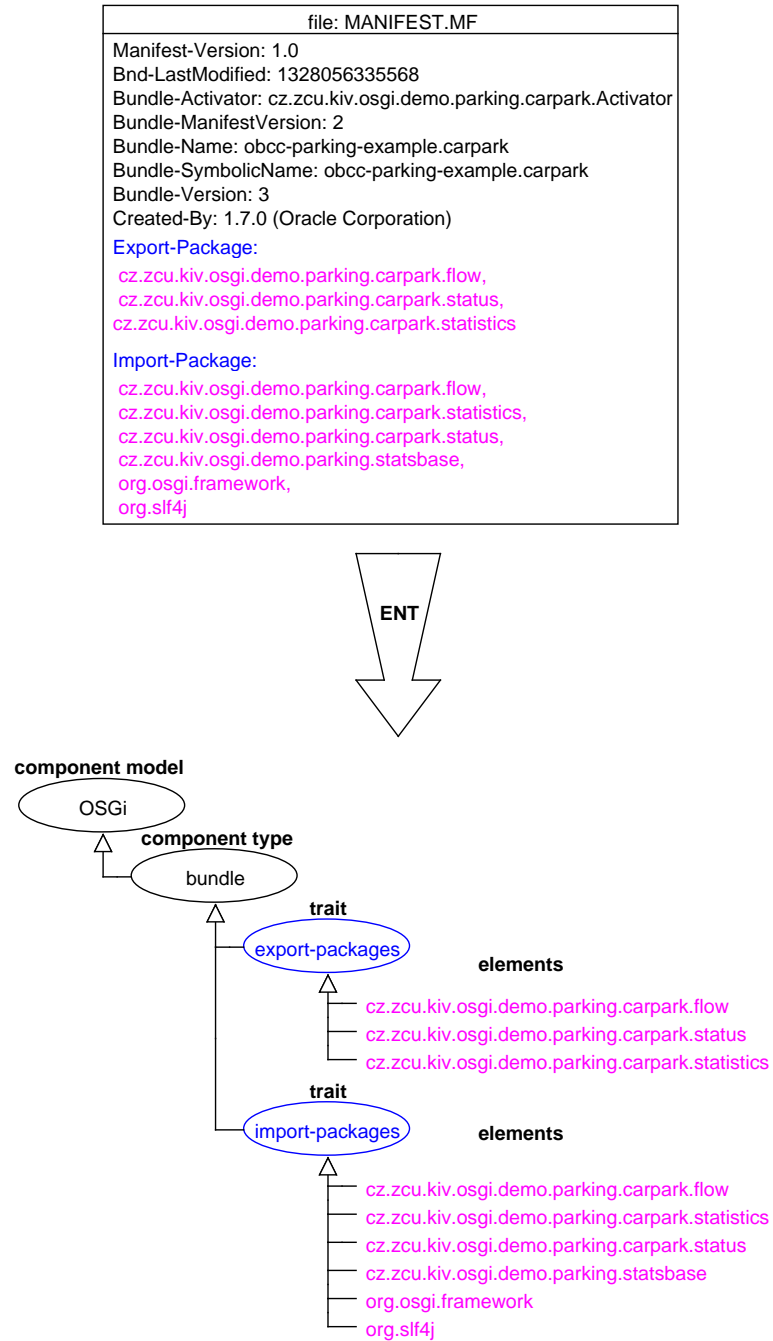 file: MANIFEST.MF
Manifest-Version: 1.0
Bnd-LastModified: 1328056335568
Bundle-Activator: cz.zcu.kiv.osgi.demo.parking.carpark.Activator
Bundle-ManifestVersion: 2
Bundle-Name: obcc-parking-example.carpark
Bundle-SymbolicName: obcc-parking-example.carpark
Bundle-Version: 3
Created-By: 1.7.0 (Oracle Corporation)
Export-Package:
cz.zcu.kiv.osgi.demo.parking.carpark.flow,
cz.zcu.kiv.osgi.demo.parking.carpark.status,
cz.zcu.kiv.osgi.demo.parking.carpark.statistics
Import-Package:
cz.zcu.kiv.osgi.demo.parking.carpark.flow,
cz.zcu.kiv.osgi.demo.parking.carpark.statistics,
cz.zcu.kiv.osgi.demo.parking.carpark.status,
cz.zcu.kiv.osgi.demo.parking.statsbase,
org.osgi.framework,
org.slf4j
ENT
component model
OSGi
component type
bundle
trait
export-packages
elements
cz.zcu.kiv.osgi.demo.parking.carpark.flow
cz.zcu.kiv.osgi.demo.parking.carpark.status
cz.zcu.kiv.osgi.demo.parking.carpark.statistics
trait
import-packages
elements
cz.zcu.kiv.osgi.demo.parking.carpark.flow
cz.zcu.kiv.osgi.demo.parking.carpark.statistics
cz.zcu.kiv.osgi.demo.parking.carpark.status
cz.zcu.kiv.osgi.demo.parking.statsbase
org.osgi.framework
org.slf4j